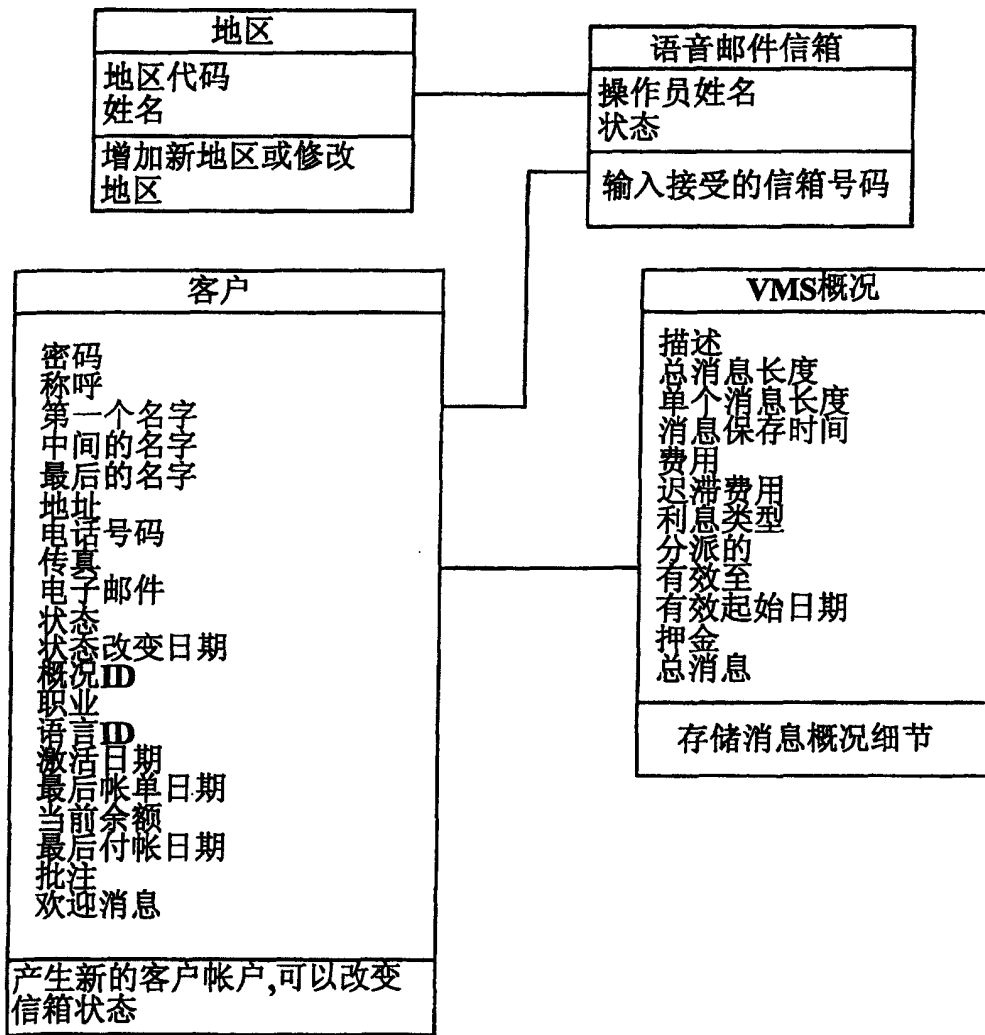 地区
地区代码
姓名
增加新地区或修改
地区
语音邮件信箱
操作员姓名
状态
输入接受的信箱号码
客户
密码
称呼
第一个名字
中间的名字
最后的名字
地址
电话号码
传真
电子邮件
状态
状态改变日期
概况ID
职业
语言ID
激活日期
最后帐单日期
当前余额
最后付帐日期
批注
欢迎消息
产生新的客户帐户,可以改变
信箱状态
VMS概况
描述
总消息长度
单个消息长度
消息保存时间
费用
迟滞费用
利息类型
分派的
有效至
有效起始日期
押金
总消息
存储消息概况细节